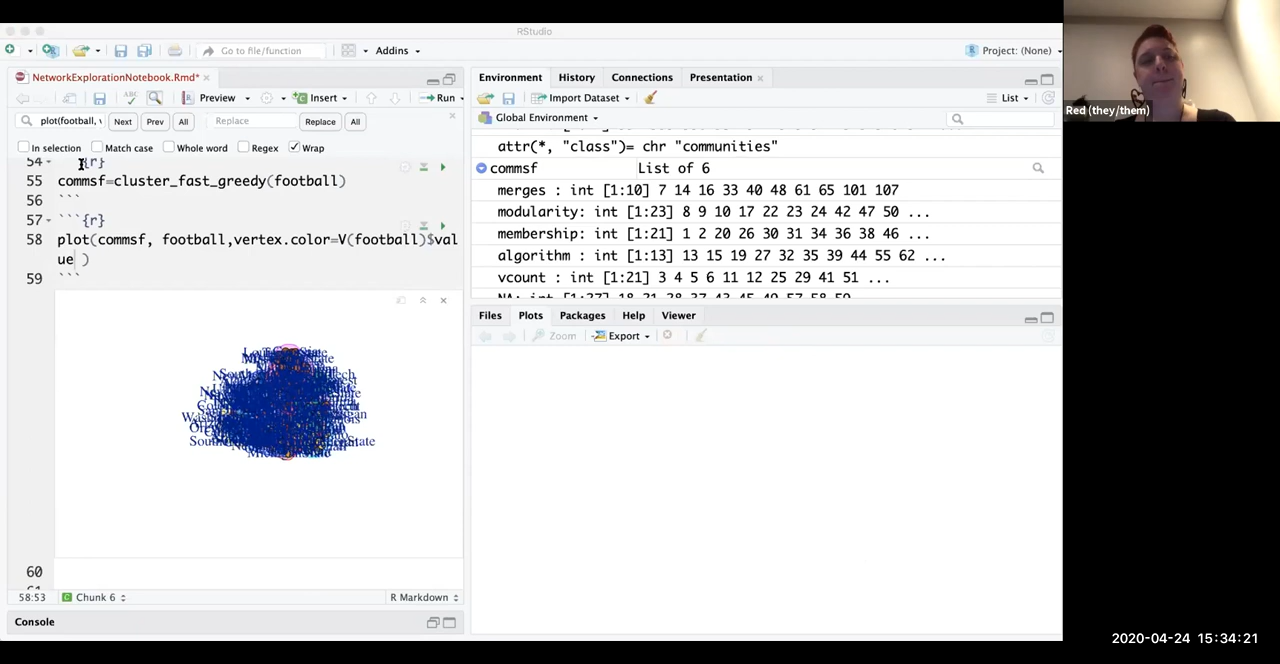 RStudio
Go to file/function
Addins
Project: (None)
NetworkExplorationNotebook.Rmd*
Preview
Insert
Run
plot(football, v
Next
Prev
All
Replace
Replace
All
In selection
Match case
Whole word
Regex
Wrap
54 ```{r}
55 commsf=cluster_fast_greedy(football)
56 ```
57 ```{r}
58 plot(commsf, football,vertex.color=V(football)$val
ue )
59 ```
60
58:53
Chunk 6
R Markdown
Console
Environment
History
Connections
Presentation
Import Dataset
List
Global Environment
attr(*, "class")= chr "communities"
commsf List of 6
merges : int [1:10] 7 14 16 33 40 48 61 65 101 107
modularity: int [1:23] 8 9 10 17 22 23 24 42 47 50 ...
membership: int [1:21] 1 2 20 26 30 31 34 36 38 46 ...
algorithm : int [1:13] 13 15 19 27 32 35 39 44 55 62 ...
vcount : int [1:21] 3 4 5 6 11 12 25 29 41 51 ...
Files
Plots
Packages
Help
Viewer
Zoom
Export
Red (they/them)
2020-04-24 15:34:21